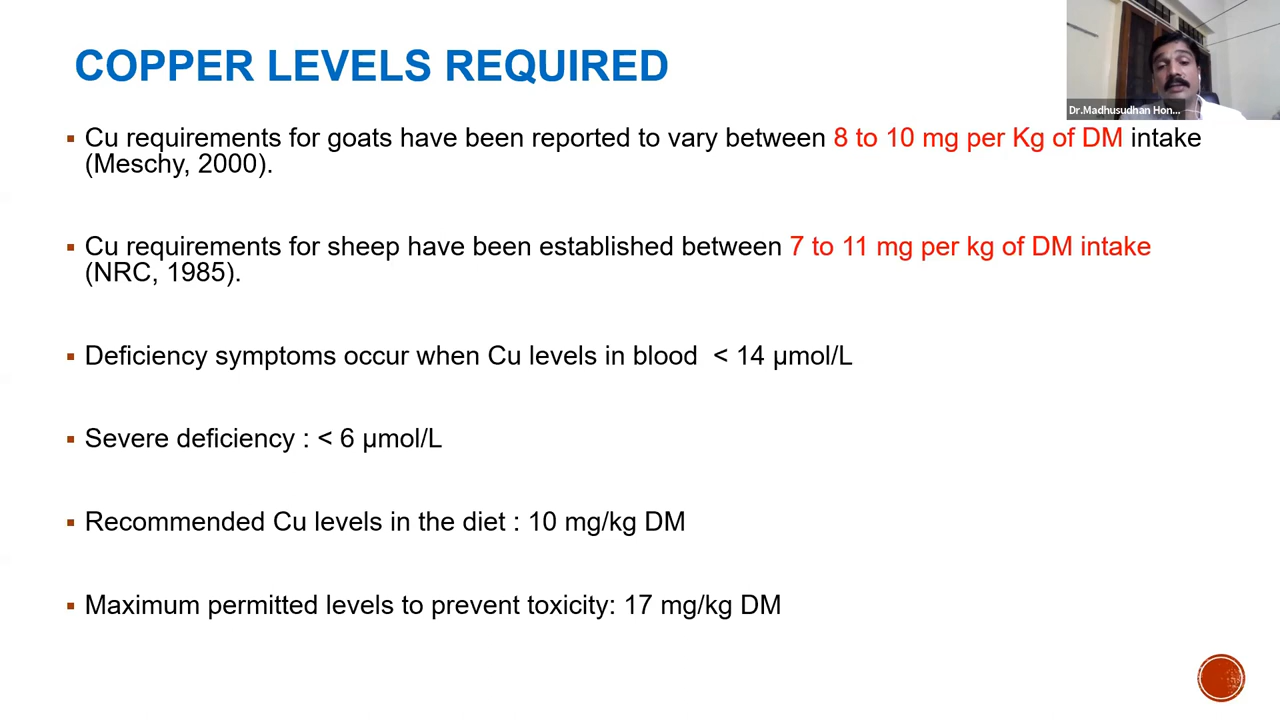 COPPER LEVELS REQUIRED
Dr.Madhusudhan Hon...
▪ Cu requirements for goats have been reported to vary between 8 to 10 mg per Kg of DM intake
(Meschy, 2000).
▪ Cu requirements for sheep have been established between 7 to 11 mg per kg of DM intake
(NRC, 1985).
▪ Deficiency symptoms occur when Cu levels in blood < 14 µmol/L
▪ Severe deficiency : < 6 µmol/L
▪ Recommended Cu levels in the diet : 10 mg/kg DM
▪ Maximum permitted levels to prevent toxicity: 17 mg/kg DM